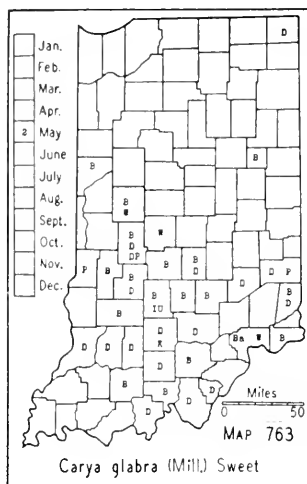 Jan.
Feb.
Mar.
Apr.
2 May
June
July
Aug.
Sept.
Oct.
Nov.
Dec.
D
B
B
B
W
B
D
DP
W
B
B
D
P
B
B
D
D
D P
B
IU
B
B
B
D
B
D
D
K
D
Ba W B
D D D
B
D
B
B
D
D
D
Miles
0 50
MAP 763
Carya glabra (Mill.) Sweet